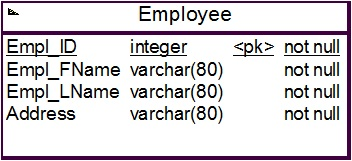 Employee
Empl_ID integer <pk> not null
Empl_FName varchar(80) not null
Empl_LName varchar(80) not null
Address varchar(80) not null